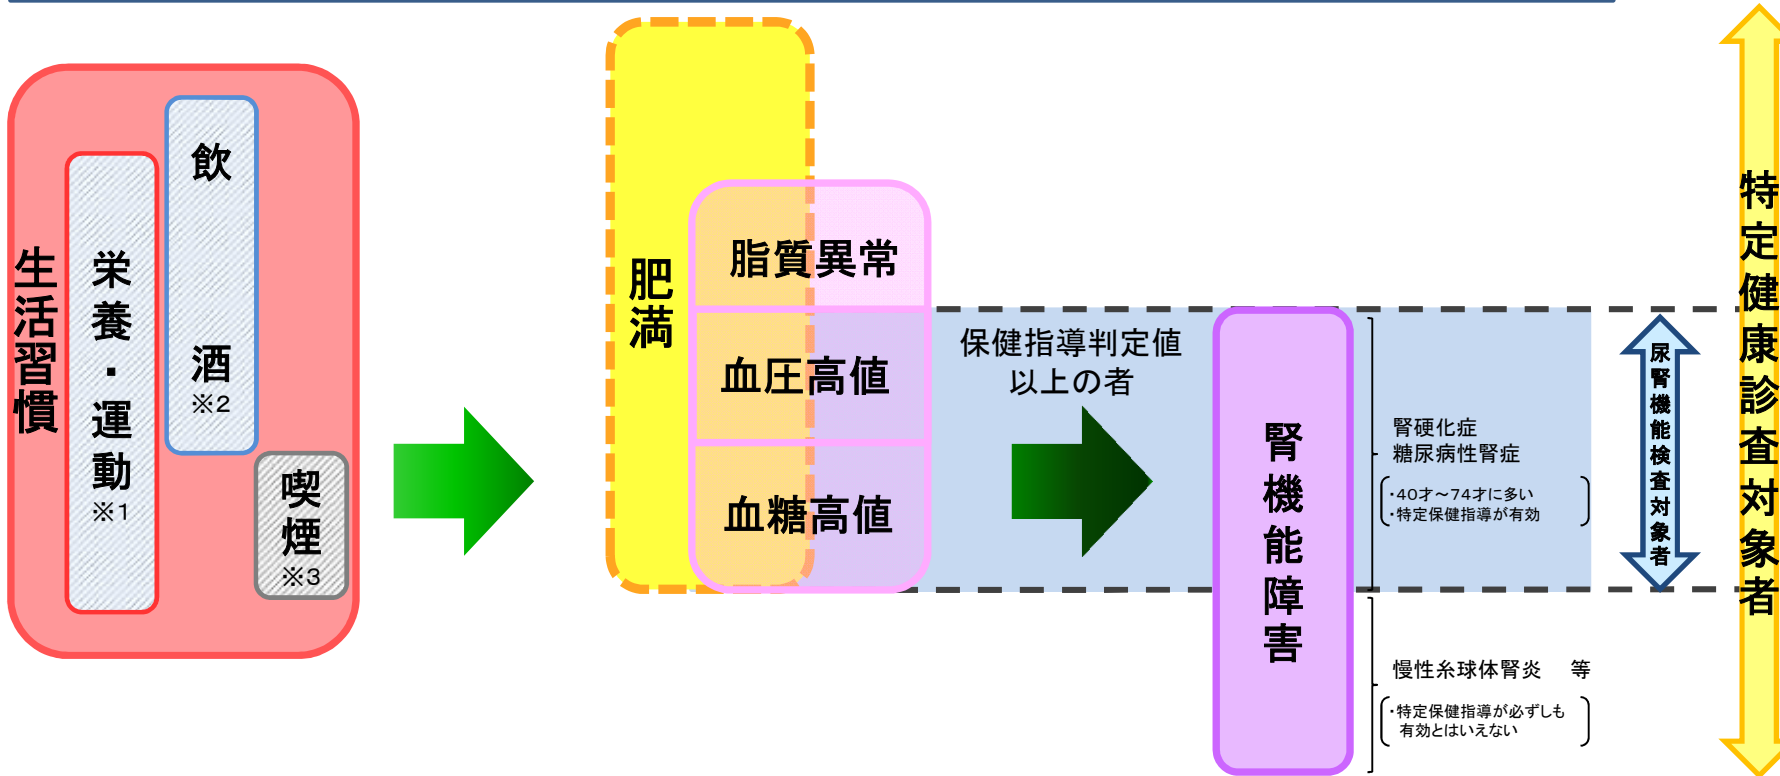 生活習慣
栄養・運動
※1
飲酒
※2
喫煙
※3
肥満
脂質異常
血圧高値
血糖高値
保健指導判定値
以上の者
腎機能障害
腎硬化症
糖尿病性腎症
・40才～74才に多い
・特定保健指導が有効
慢性糸球体腎炎　等
・特定保健指導が必ずしも
有効とはいえない
尿腎機能検査対象者
特定健康診査対象者